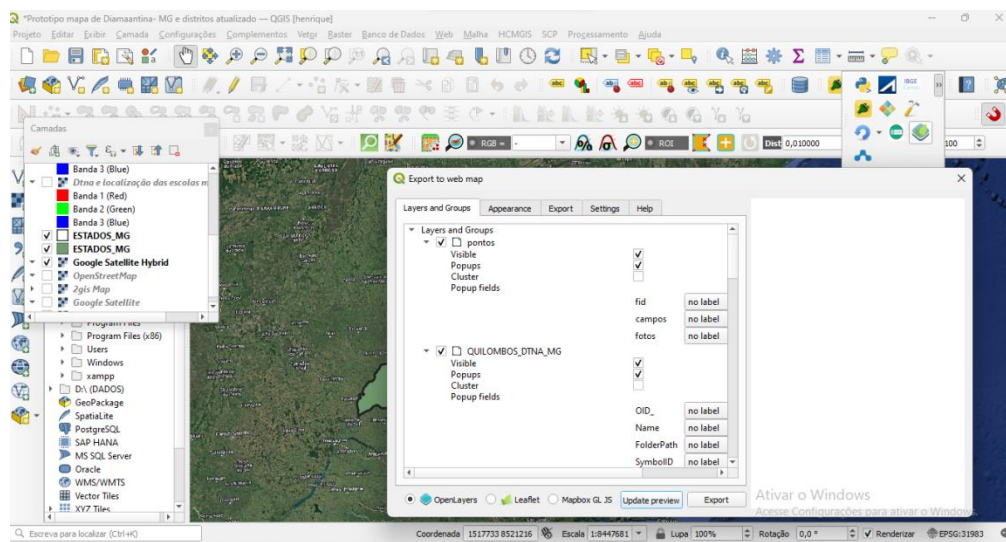 *Prototipo mapa de Diamaantina- MG e distritos atualizado — QGIS [henrique]
Projeto Editar Exibir Camada Configurações Complementos Vetor Raster Banco de Dados Web Malha HCMGIS SCP Processamento Ajuda
RGB = -
ROI
Dist 0,010000
100
IBGE
Camadas
Banda 3 (Blue)
Dtna e localização das escolas m
Banda 1 (Red)
Banda 2 (Green)
Banda 3 (Blue)
ESTADOS_MG
ESTADOS_MG
Google Satellite Hybrid
OpenStreetMap
2gis Map
Google Satellite
Program Files
Program Files (x86)
Users
Windows
xampp
D:\ (DADOS)
GeoPackage
SpatiaLite
PostgreSQL
SAP HANA
MS SQL Server
Oracle
WMS/WMTS
Vector Tiles
XYZ Tiles
Export to web map
Layers and Groups Appearance Export Settings Help
Layers and Groups
pontos
Visible
Popups
Cluster
Popup fields
fid no label
campos no label
fotos no label
QUILOMBOS_DTNA_MG
Visible
Popups
Cluster
Popup fields
OID_ no label
Name no label
FolderPath no label
SymbolID no label
OpenLayers Leaflet Mapbox GL JS Update preview Export
Ativar o Windows
Acesse Configurações para ativar o Windows.
Escreva para localizar (Ctrl+K) Coordenada 1517733 8521216 Escala 1:8447681 Lupa 100% Rotação 0,0 ° Renderizar EPSG:31983